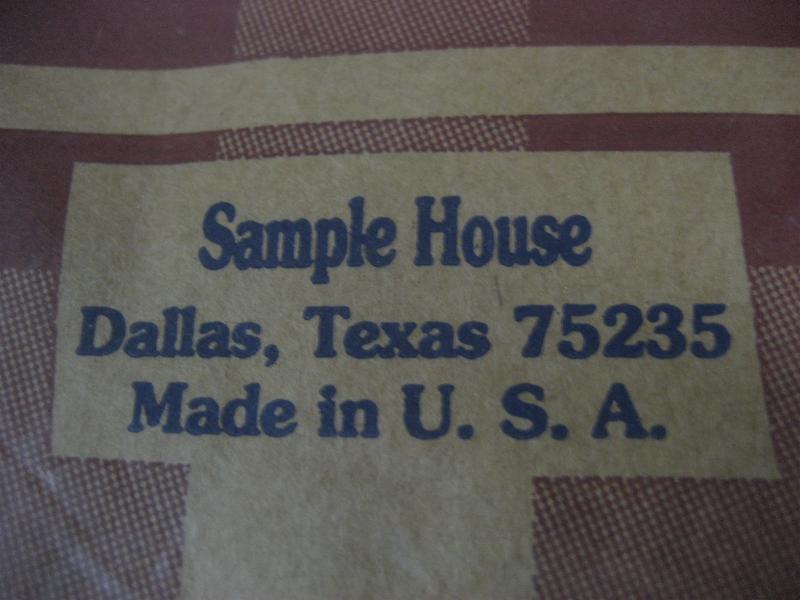 Sample House
Dallas, Texas 75235
Made in U. S. A.